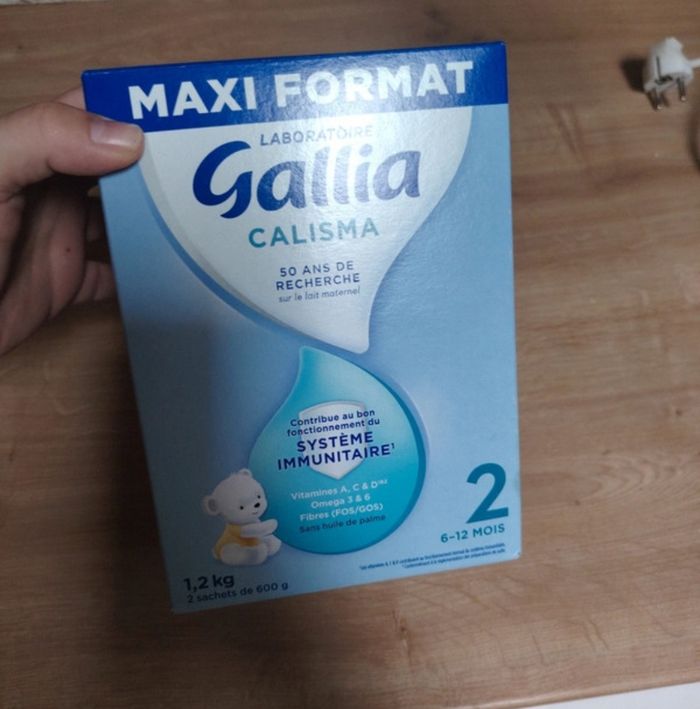 MAXI FORMAT
LABORATOIRE
Gallia
CALISMA
50 ANS DE
RECHERCHE
sur le lait maternel
Contribue au bon
fonctionnement du
SYSTÈME
IMMUNITAIRE¹
Vitamines A, C & D
Omega 3 & 6
Fibres (FOS/GOS)
Sans huile de palme
2
6-12 MOIS
1,2 kg
2 sachets de 600 g